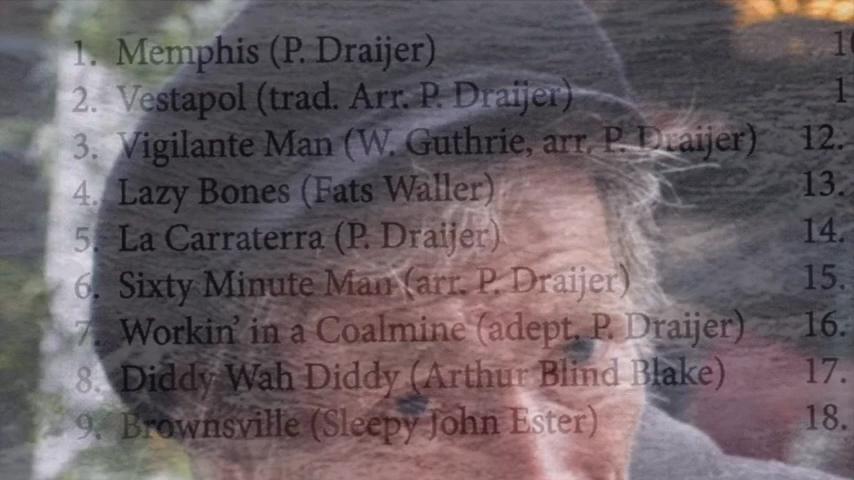 1. Memphis (P. Draijer)
2. Vestapol (trad. Arr. P. Draijer)
3. Vigilante Man (W. Guthrie, arr. P. Draijer)
4. Lazy Bones (Fats Waller)
5. La Carraterra (P. Draijer)
6. Sixty Minute Man (arr. P. Draijer)
7. Workin' in a Coalmine (adept. P. Draijer)
8. Diddy Wah Diddy (Arthur Blind Blake)
9. Brownsville (Sleepy John Ester)
12.
13.
14.
15.
16.
17.
18.